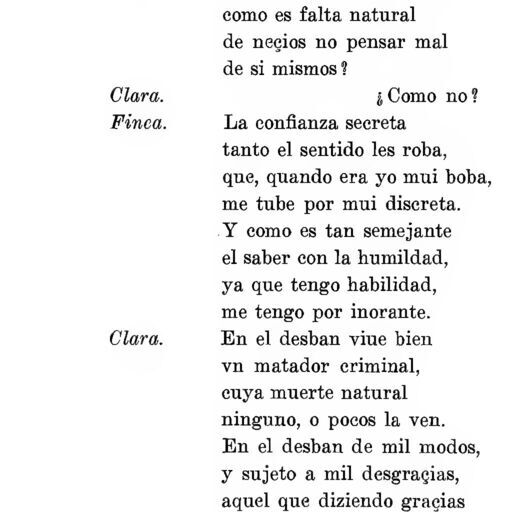 como es falta natural
de neçios no pensar mal
de si mismos?
Clara. ¿Como no?
Finea. La confianza secreta
tanto el sentido les roba,
que, quando era yo mui boba,
me tube por mui discreta.
Y como es tan semejante
el saber con la humildad,
ya que tengo habilidad,
me tengo por inorante.
Clara. En el desban viue bien
vn matador criminal,
cuya muerte natural
ninguno, o pocos la ven.
En el desban de mil modos,
y sujeto a mil desgraçias,
aquel que diziendo graçias